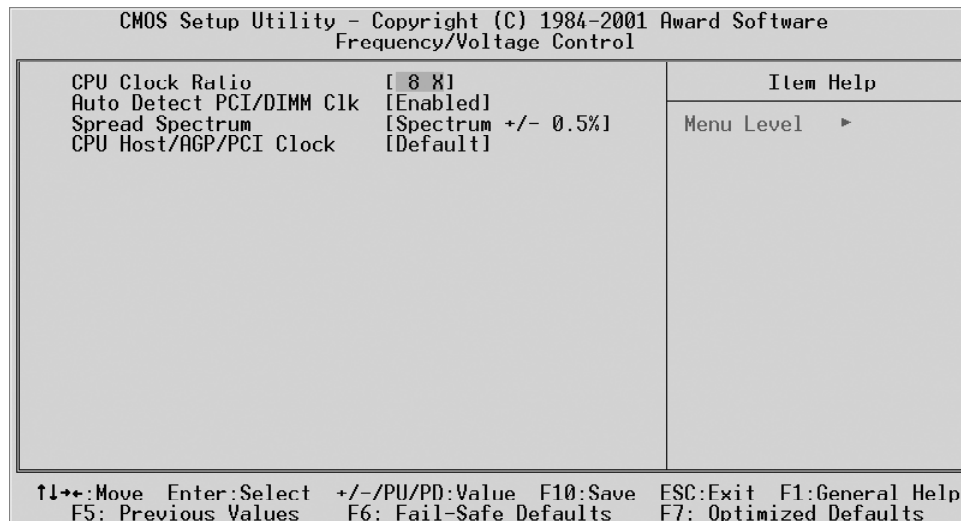 CMOS Setup Utility – Copyright (C) 1984–2001 Award Software
Frequency/Voltage Control
CPU Clock Ratio [ 8 X]
Auto Detect PCI/DIMM Clk [Enabled]
Spread Spectrum [Spectrum +/– 0.5%]
CPU Host/AGP/PCI Clock [Default]
Item Help
Menu Level ►
↑↓→←:Move Enter:Select +/–/PU/PD:Value F10:Save ESC:Exit F1:General Help
F5: Previous Values F6: Fail–Safe Defaults F7: Optimized Defaults